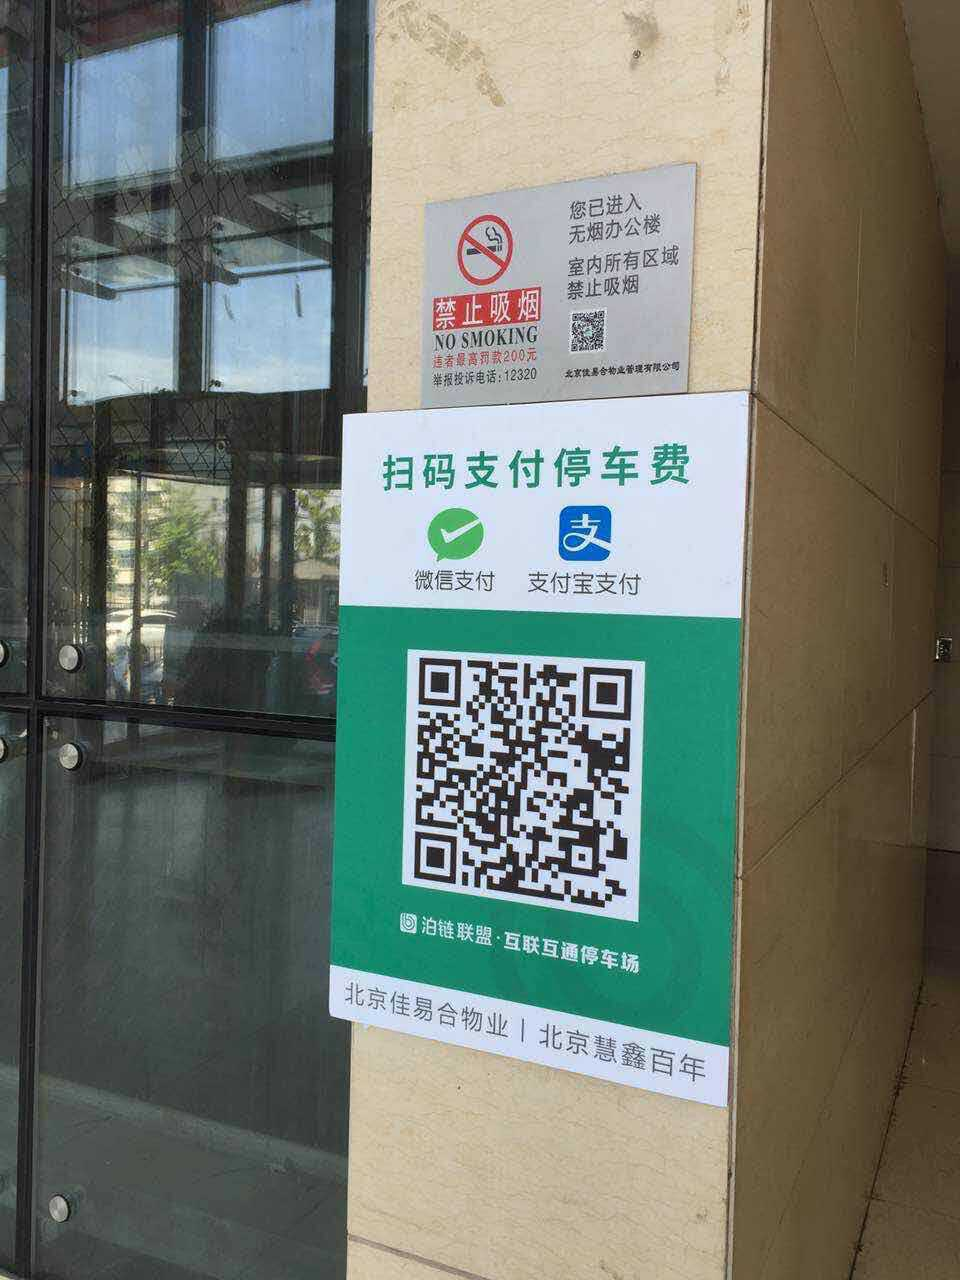 您已进入
无烟办公楼
室内所有区域
禁止吸烟
禁止吸烟
NO SMOKING
违者最高罚款200元
举报投诉电话:12320
北京佳易合物业管理有限公司
扫码支付停车费
支
微信支付
支付宝支付
泊链联盟·互联互通停车场
北京佳易合物业｜北京慧鑫百年